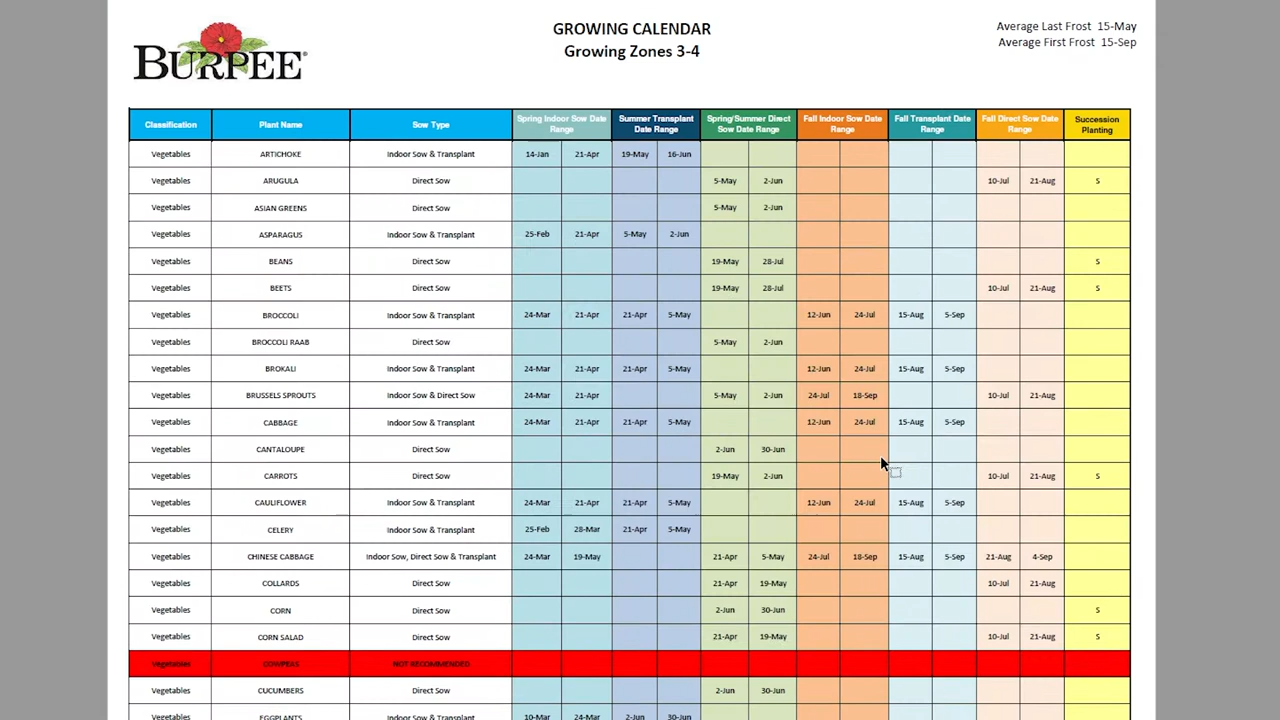 BURPEE®
GROWING CALENDAR
Growing Zones 3-4
Average Last Frost 15-May
Average First Frost 15-Sep
Classification Plant Name Sow Type Spring Indoor Sow Date Range Summer Transplant Date Range Spring/Summer Direct Sow Date Range Fall Indoor Sow Date Range Fall Transplant Date Range Fall Direct Sow Date Range Succession Planting
Vegetables ARTICHOKE Indoor Sow & Transplant 14-Jan 21-Apr 19-May 16-Jun
Vegetables ARUGULA Direct Sow 5-May 2-Jun 10-Jul 21-Aug S
Vegetables ASIAN GREENS Direct Sow 5-May 2-Jun
Vegetables ASPARAGUS Indoor Sow & Transplant 25-Feb 21-Apr 5-May 2-Jun
Vegetables BEANS Direct Sow 19-May 28-Jul S
Vegetables BEETS Direct Sow 19-May 28-Jul 10-Jul 21-Aug S
Vegetables BROCCOLI Indoor Sow & Transplant 24-Mar 21-Apr 21-Apr 5-May 12-Jun 24-Jul 15-Aug 5-Sep
Vegetables BROCCOLI RAAB Direct Sow 5-May 2-Jun
Vegetables BROKALI Indoor Sow & Transplant 24-Mar 21-Apr 21-Apr 5-May 12-Jun 24-Jul 15-Aug 5-Sep
Vegetables BRUSSELS SPROUTS Indoor Sow & Direct Sow 24-Mar 21-Apr 5-May 2-Jun 24-Jul 18-Sep 10-Jul 21-Aug
Vegetables CABBAGE Indoor Sow & Transplant 24-Mar 21-Apr 21-Apr 5-May 12-Jun 24-Jul 15-Aug 5-Sep
Vegetables CANTALOUPE Direct Sow 2-Jun 30-Jun
Vegetables CARROTS Direct Sow 19-May 2-Jun 10-Jul 21-Aug S
Vegetables CAULIFLOWER Indoor Sow & Transplant 24-Mar 21-Apr 21-Apr 5-May 12-Jun 24-Jul 15-Aug 5-Sep
Vegetables CELERY Indoor Sow & Transplant 25-Feb 28-Mar 21-Apr 5-May
Vegetables CHINESE CABBAGE Indoor Sow, Direct Sow & Transplant 24-Mar 19-May 21-Apr 5-May 24-Jul 18-Sep 15-Aug 5-Sep 21-Aug 4-Sep
Vegetables COLLARDS Direct Sow 21-Apr 19-May 10-Jul 21-Aug
Vegetables CORN Direct Sow 2-Jun 30-Jun S
Vegetables CORN SALAD Direct Sow 21-Apr 19-May 10-Jul 21-Aug S
Vegetables COWPEAS NOT RECOMMENDED
Vegetables CUCUMBERS Direct Sow 2-Jun 30-Jun
Vegetables EGGPLANTS Indoor Sow & Transplant 10-Mar 24-Mar 2-Jun 30-Jun